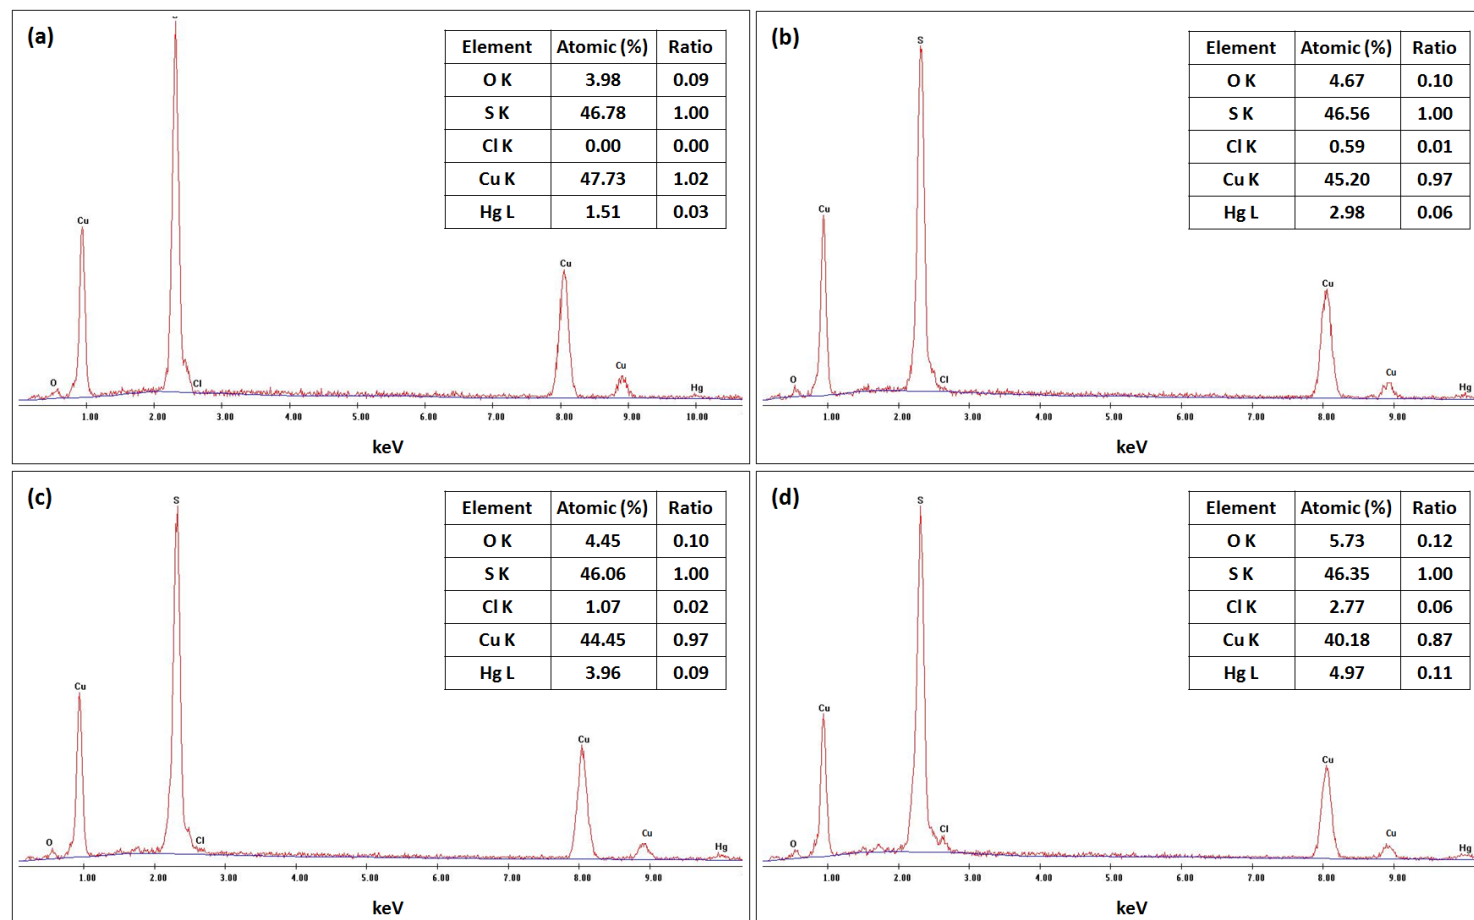 (a)
S
Element Atomic (%) Ratio
O K 3.98 0.09
S K 46.78 1.00
Cl K 0.00 0.00
Cu K 47.73 1.02
Hg L 1.51 0.03
Cu
Cu
Cu
O
Cl
Hg
1.00 2.00 3.00 4.00 5.00 6.00 7.00 8.00 9.00 10.00
keV
(b)
S
Element Atomic (%) Ratio
O K 4.67 0.10
S K 46.56 1.00
Cl K 0.59 0.01
Cu K 45.20 0.97
Hg L 2.98 0.06
Cu
Cu
Cu
O
Cl
Hg
1.00 2.00 3.00 4.00 5.00 6.00 7.00 8.00 9.00
keV
(c)
S
Element Atomic (%) Ratio
O K 4.45 0.10
S K 46.06 1.00
Cl K 1.07 0.02
Cu K 44.45 0.97
Hg L 3.96 0.09
Cu
Cu
Cu
O
Cl
Hg
1.00 2.00 3.00 4.00 5.00 6.00 7.00 8.00 9.00
keV
(d)
S
Element Atomic (%) Ratio
O K 5.73 0.12
S K 46.35 1.00
Cl K 2.77 0.06
Cu K 40.18 0.87
Hg L 4.97 0.11
Cu
Cu
Cu
O
Cl
Hg
1.00 2.00 3.00 4.00 5.00 6.00 7.00 8.00 9.00
keV